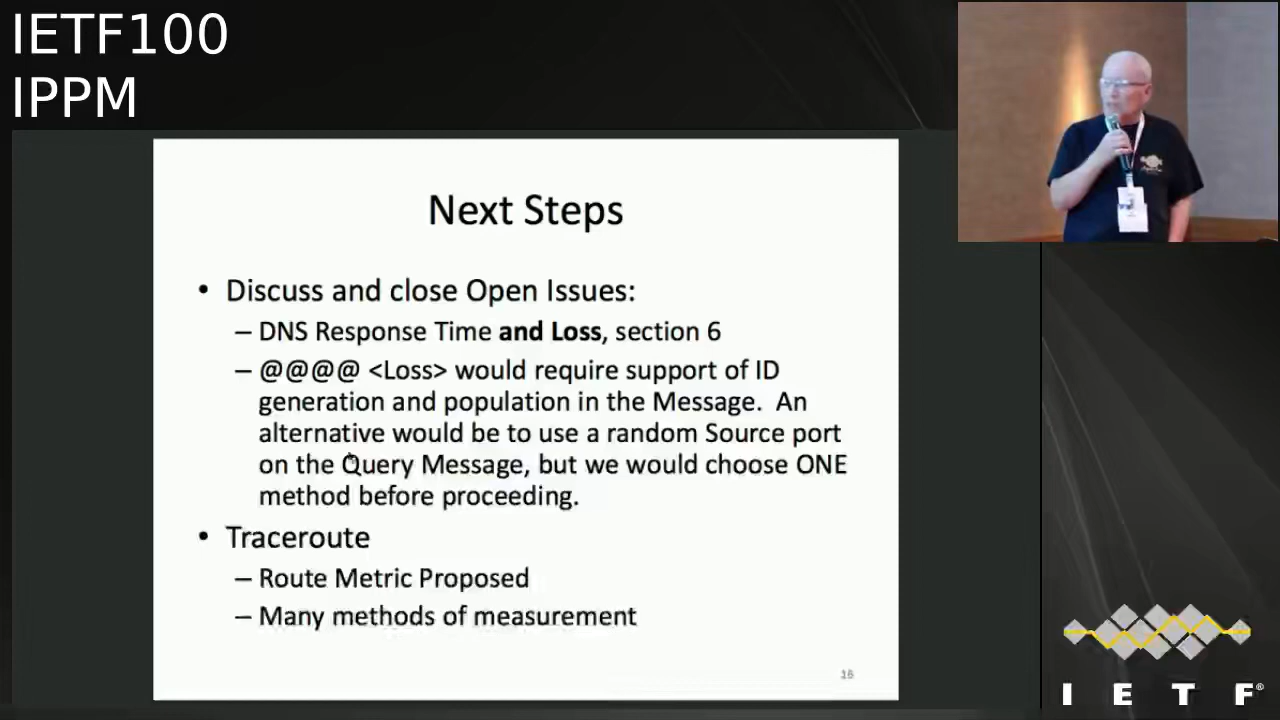 IETF100
IPPM
Next Steps
• Discuss and close Open Issues:
– DNS Response Time and Loss, section 6
– @@@@ <Loss> would require support of ID
generation and population in the Message.  An
alternative would be to use a random Source port
on the Query Message, but we would choose ONE
method before proceeding.
• Traceroute
– Route Metric Proposed
– Many methods of measurement
16
I E T F®